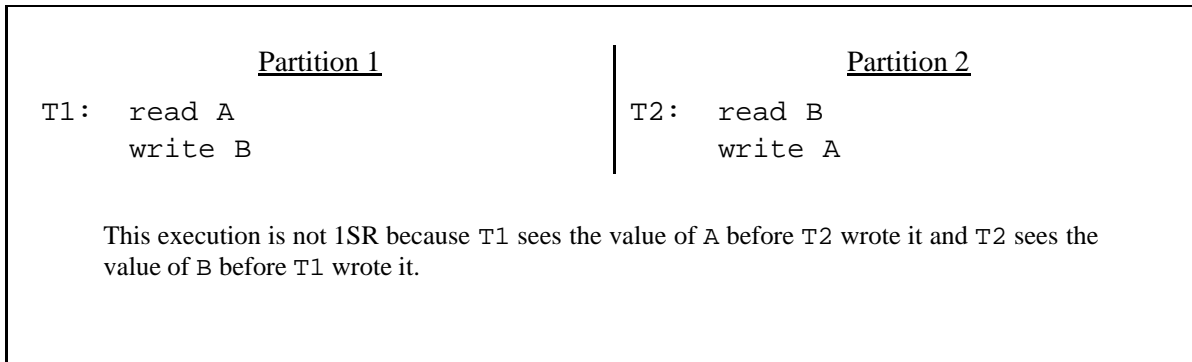 Partition 1 Partition 2
T1: read A T2: read B
write B write A
This execution is not 1SR because T1 sees the value of A before T2 wrote it and T2 sees the
value of B before T1 wrote it.